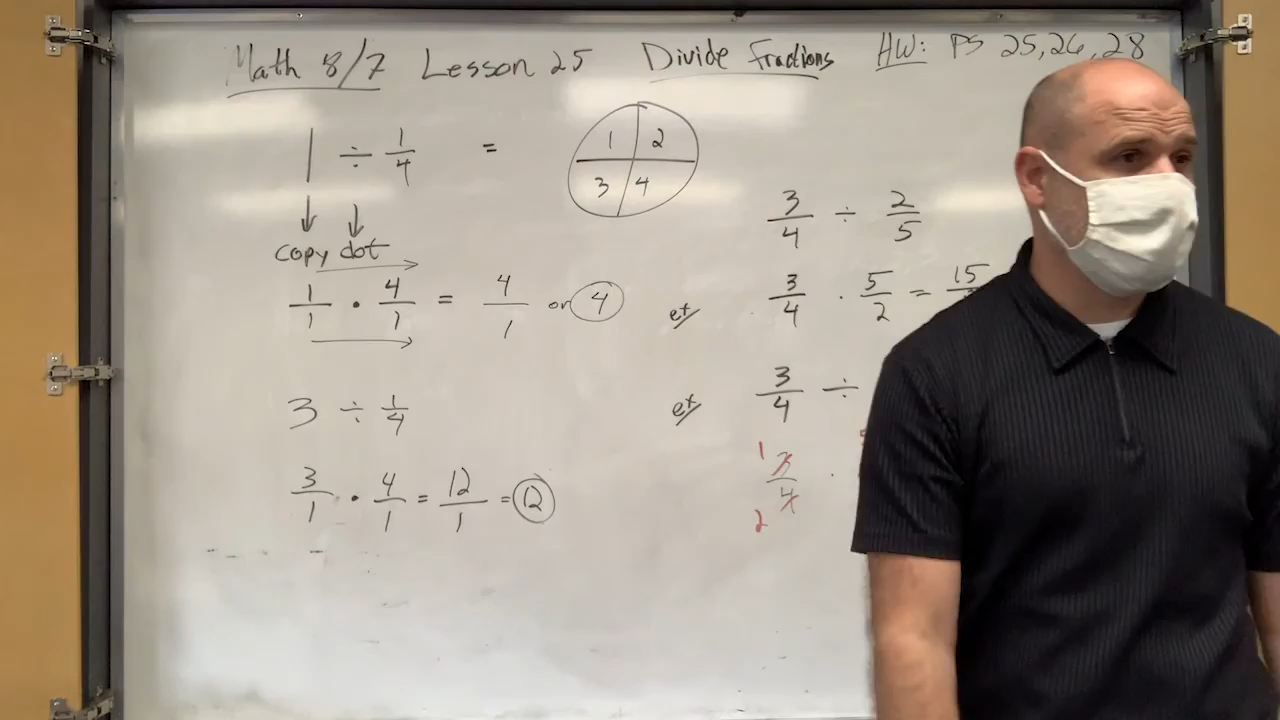 Math 8/7 Lesson 25 Divide Fractions HW: PS 25, 26, 28
1 ÷ 1/4 =
1 2
3 4
copy dot
1/1 · 4/1 = 4/1 or 4
3 ÷ 1/4
3/1 · 4/1 = 12/1 = 12
3/4 ÷ 2/5
ex 3/4 · 5/2 = 15/
ex 3/4 ÷
1 3/4 ·
2